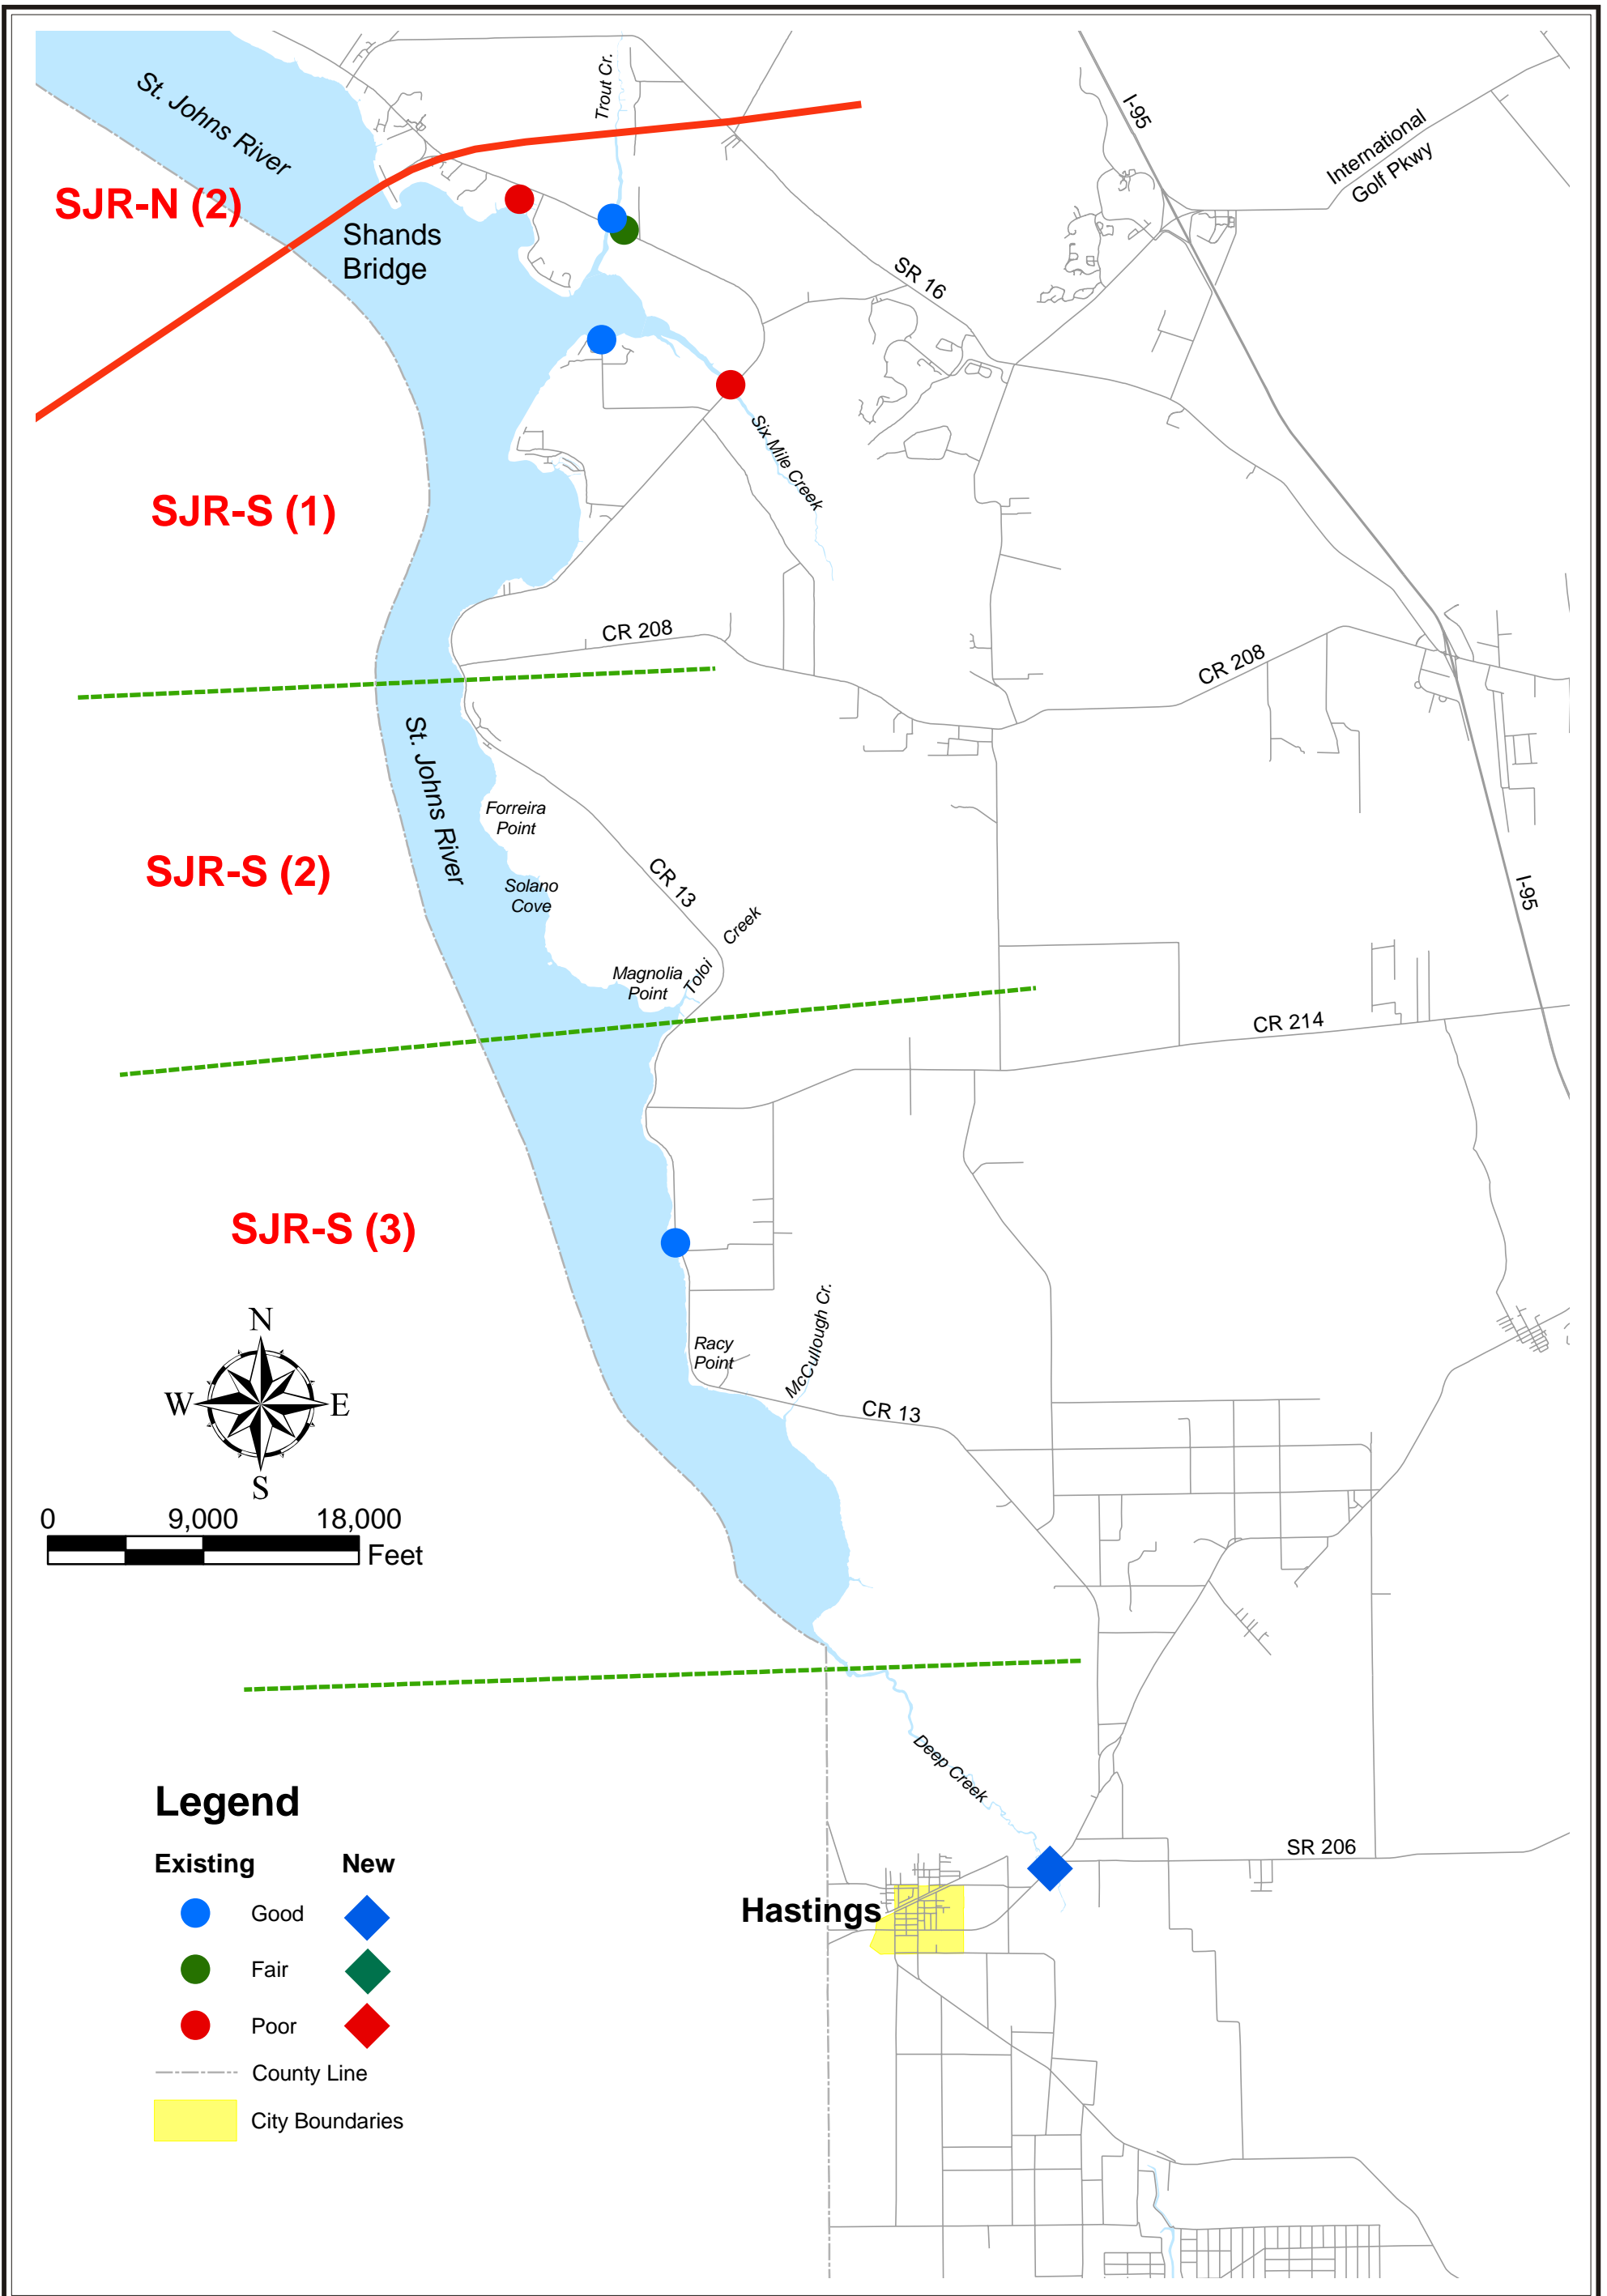 St. Johns River
Trout Cr.
I-95
International
Golf Pkwy
SJR-N (2)
Shands
Bridge
SR 16
Six Mile Creek
SJR-S (1)
CR 208
CR 208
St. Johns River
Forreira
Point
SJR-S (2)
CR 13
Solano
Cove
I-95
Creek
Toloi
Magnolia
Point
CR 214
SJR-S (3)
McCullough Cr.
Racy
Point
CR 13
N
W
E
S
0 9,000 18,000
Feet
Deep Creek
Legend
Existing New
SR 206
Hastings
Good
Fair
Poor
County Line
City Boundaries